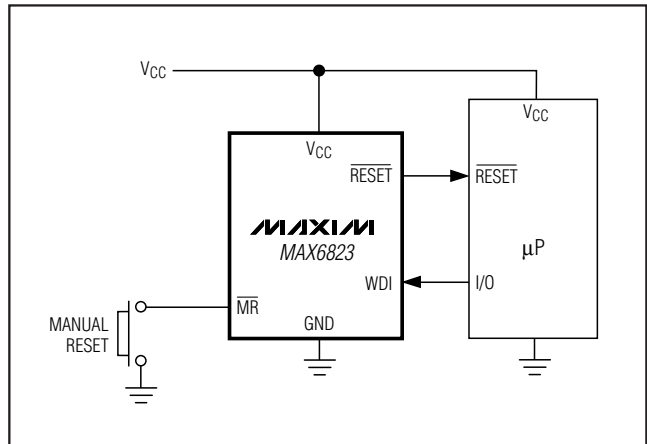 VCC
VCC
VCC
RESET
RESET
MAXIM
MAX6823
µP
WDI
I/O
MR
MANUAL
RESET
GND